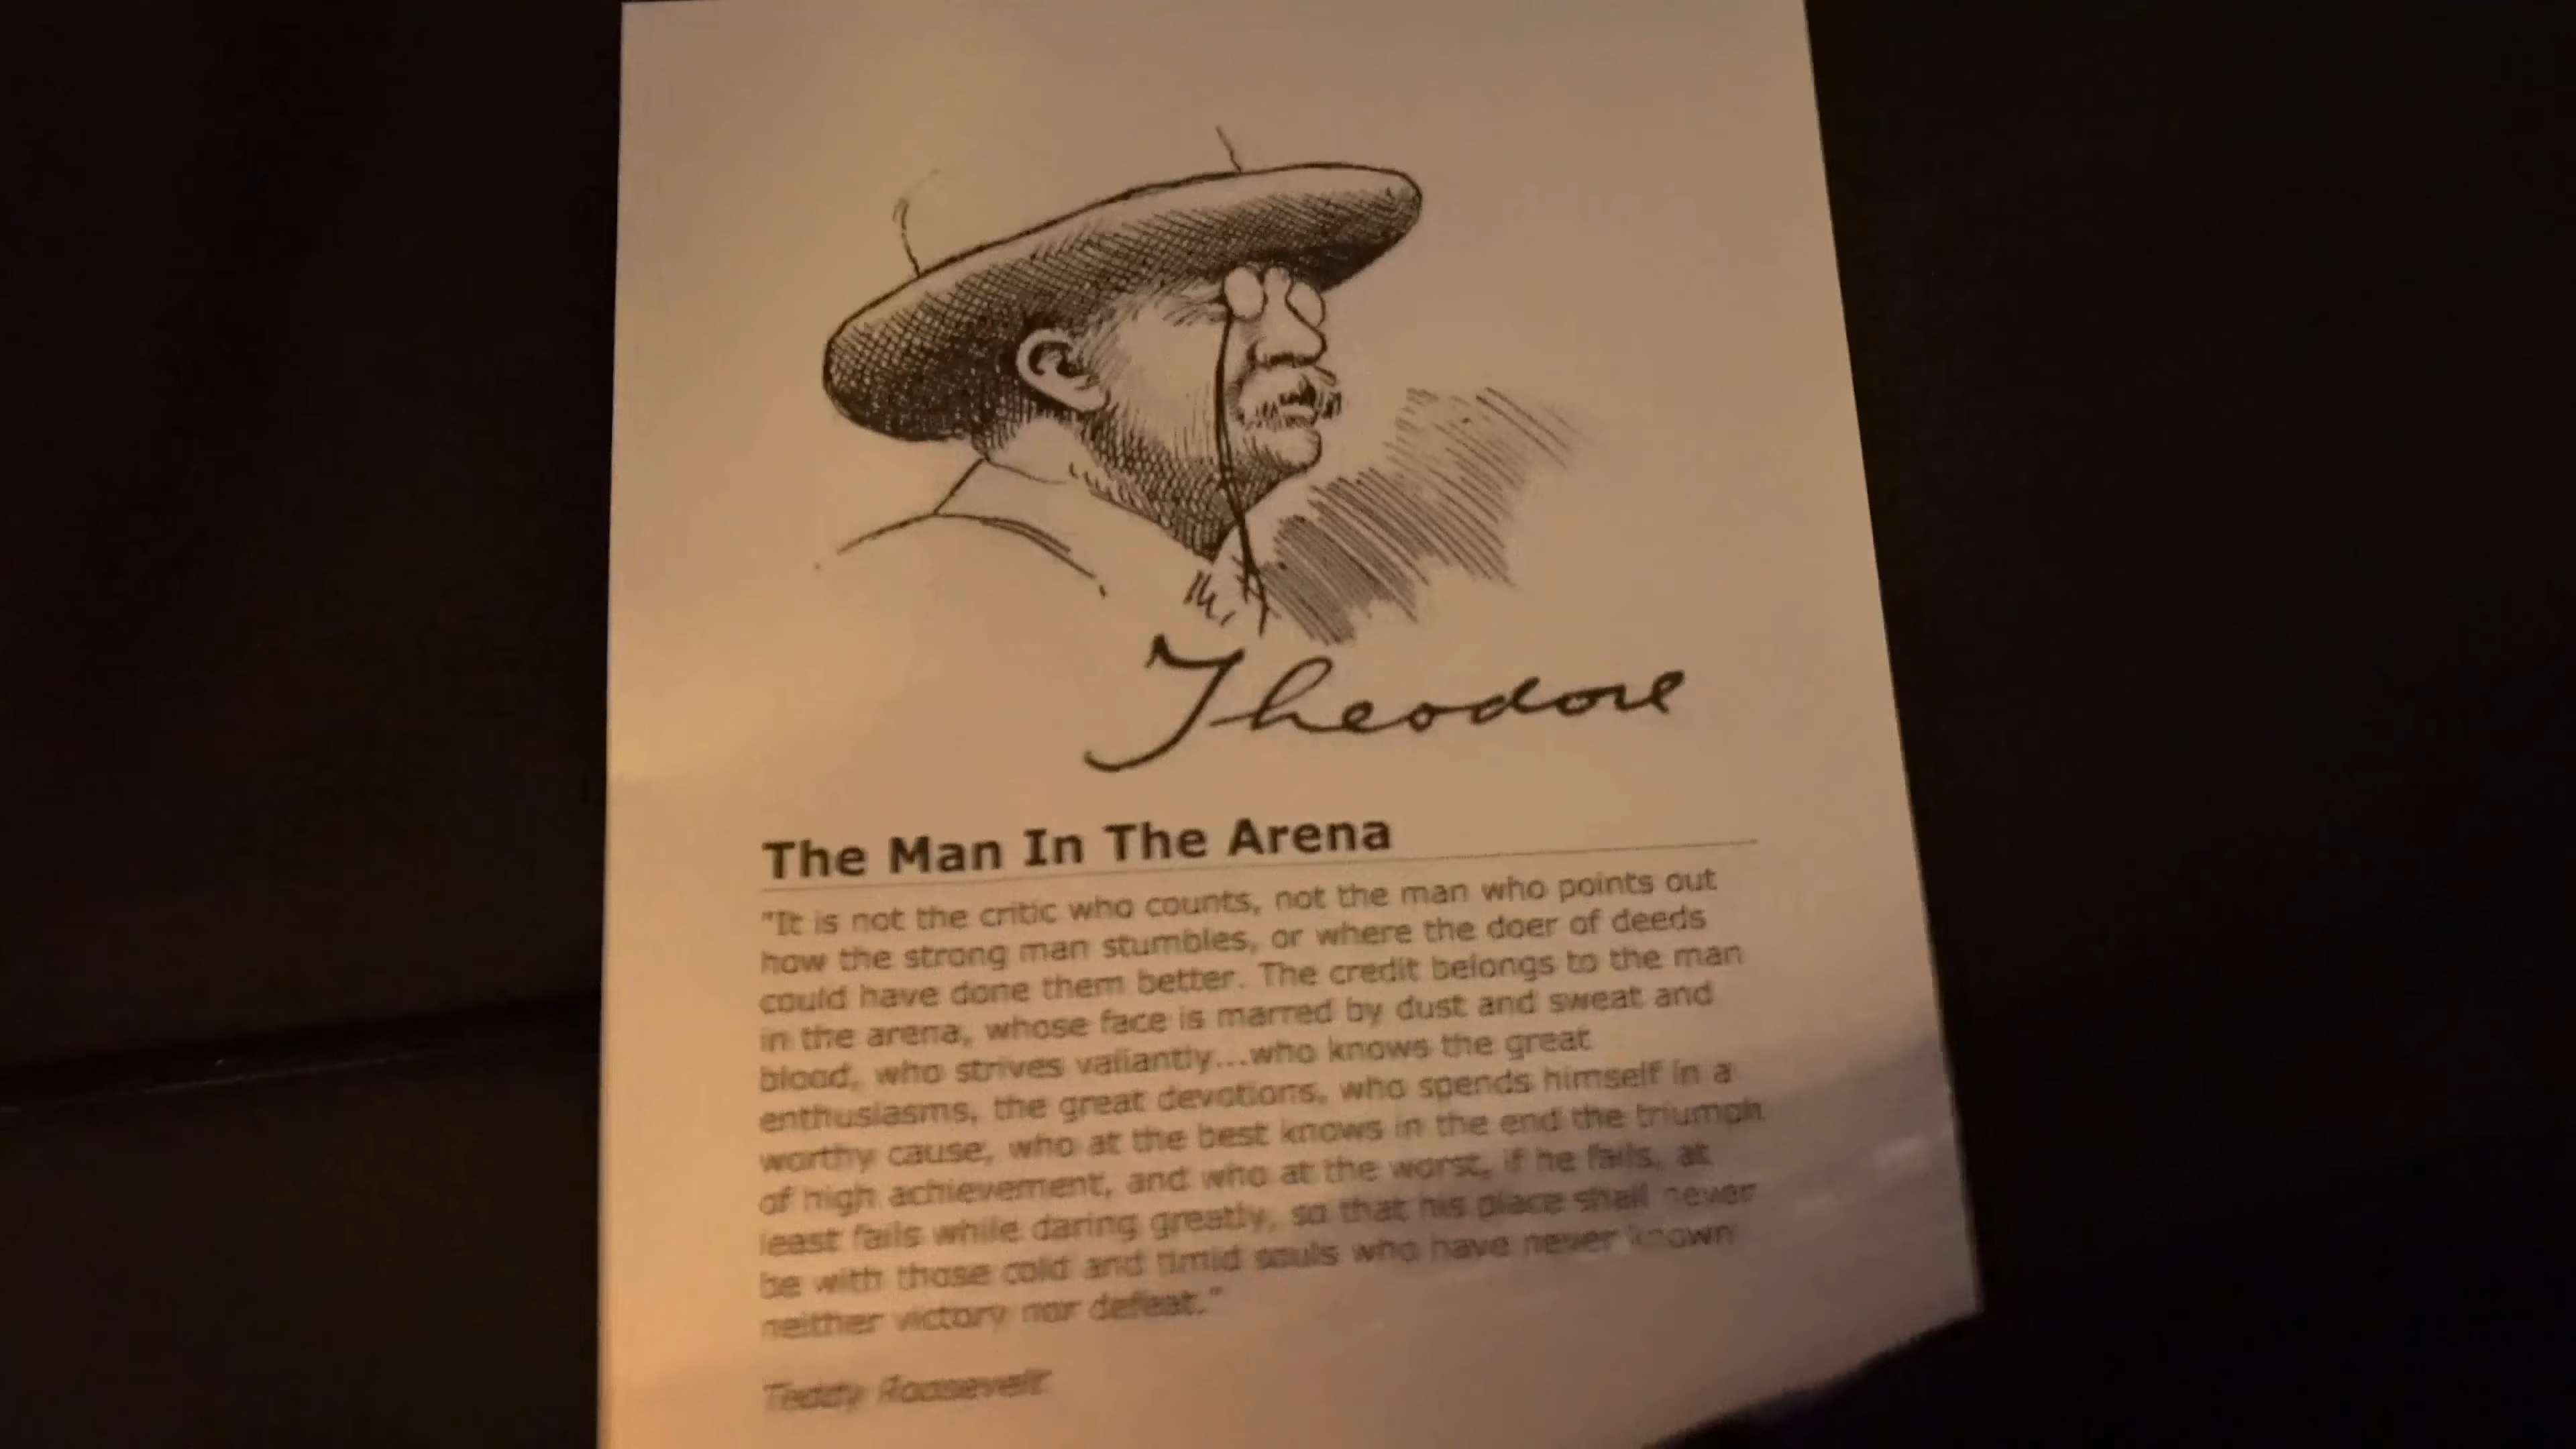 Theodore
The Man In The Arena
"It is not the critic who counts, not the man who points out
how the strong man stumbles, or where the doer of deeds
could have done them better. The credit belongs to the man
in the arena, whose face is marred by dust and sweat and
blood, who strives valiantly...who knows the great
enthusiasms, the great devotions, who spends himself in a
worthy cause, who at the best knows in the end the triumph
of high achievement, and who at the worst, if he fails, at
least fails while daring greatly, so that his place shall never
be with those cold and timid souls who have never known
neither victory nor defeat."
Teddy Roosevelt